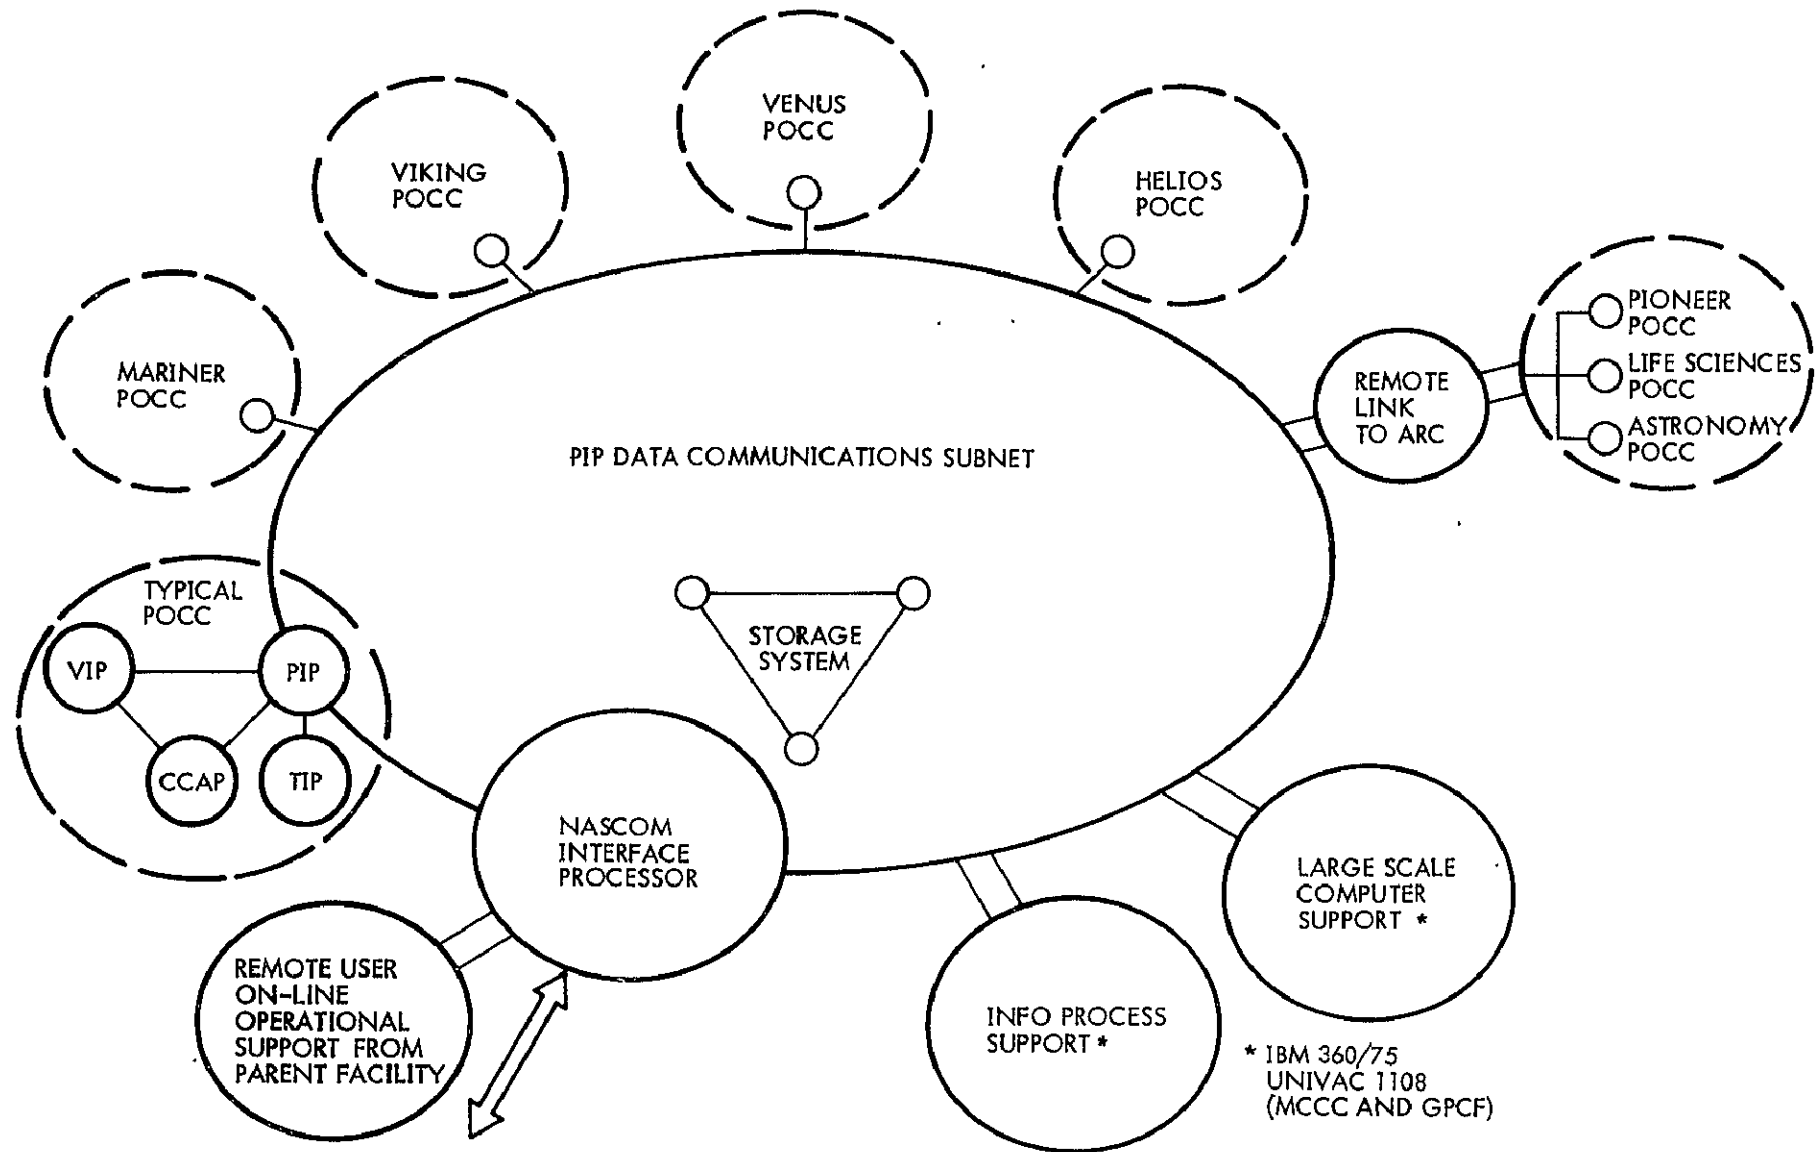 VENUS
POCC
VIKING
POCC
HELIOS
POCC
MARINER
POCC
PIONEER
POCC
LIFE SCIENCES
POCC
ASTRONOMY
POCC
REMOTE
LINK
TO ARC
PIP DATA COMMUNICATIONS SUBNET
TYPICAL
POCC
VIP
PIP
CCAP
TIP
STORAGE
SYSTEM
NASCOM
INTERFACE
PROCESSOR
LARGE SCALE
COMPUTER
SUPPORT *
REMOTE USER
ON-LINE
OPERATIONAL
SUPPORT FROM
PARENT FACILITY
INFO PROCESS
SUPPORT *
* IBM 360/75
UNIVAC 1108
(MCCC AND GPCF)